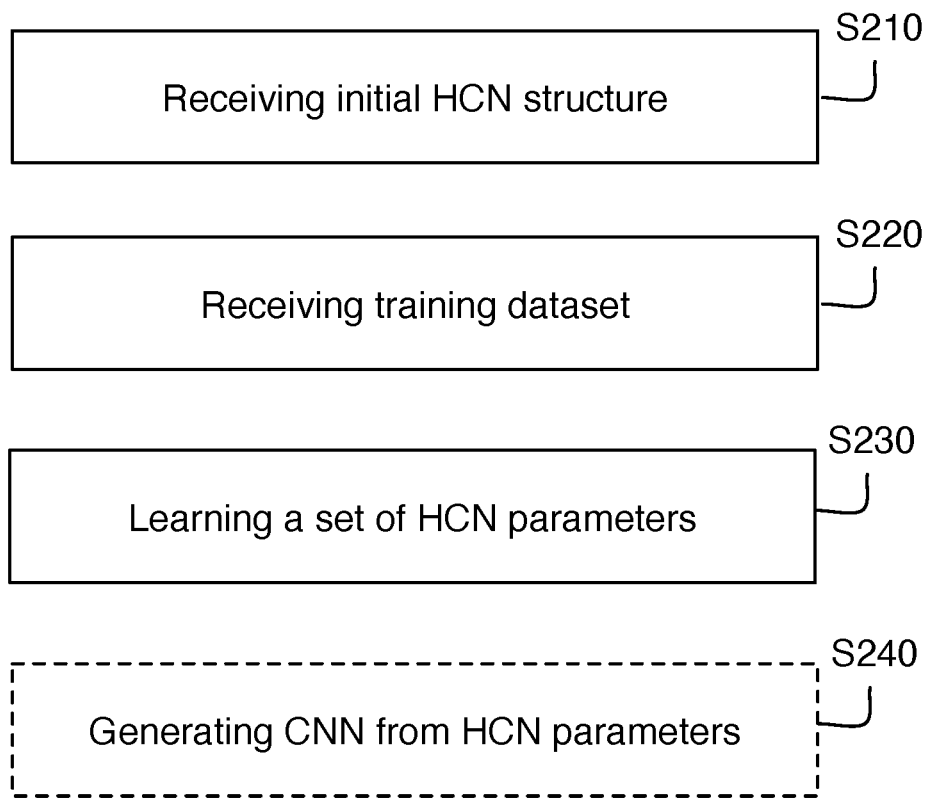 S210
Receiving initial HCN structure
S220
Receiving training dataset
S230
Learning a set of HCN parameters
S240
Generating CNN from HCN parameters